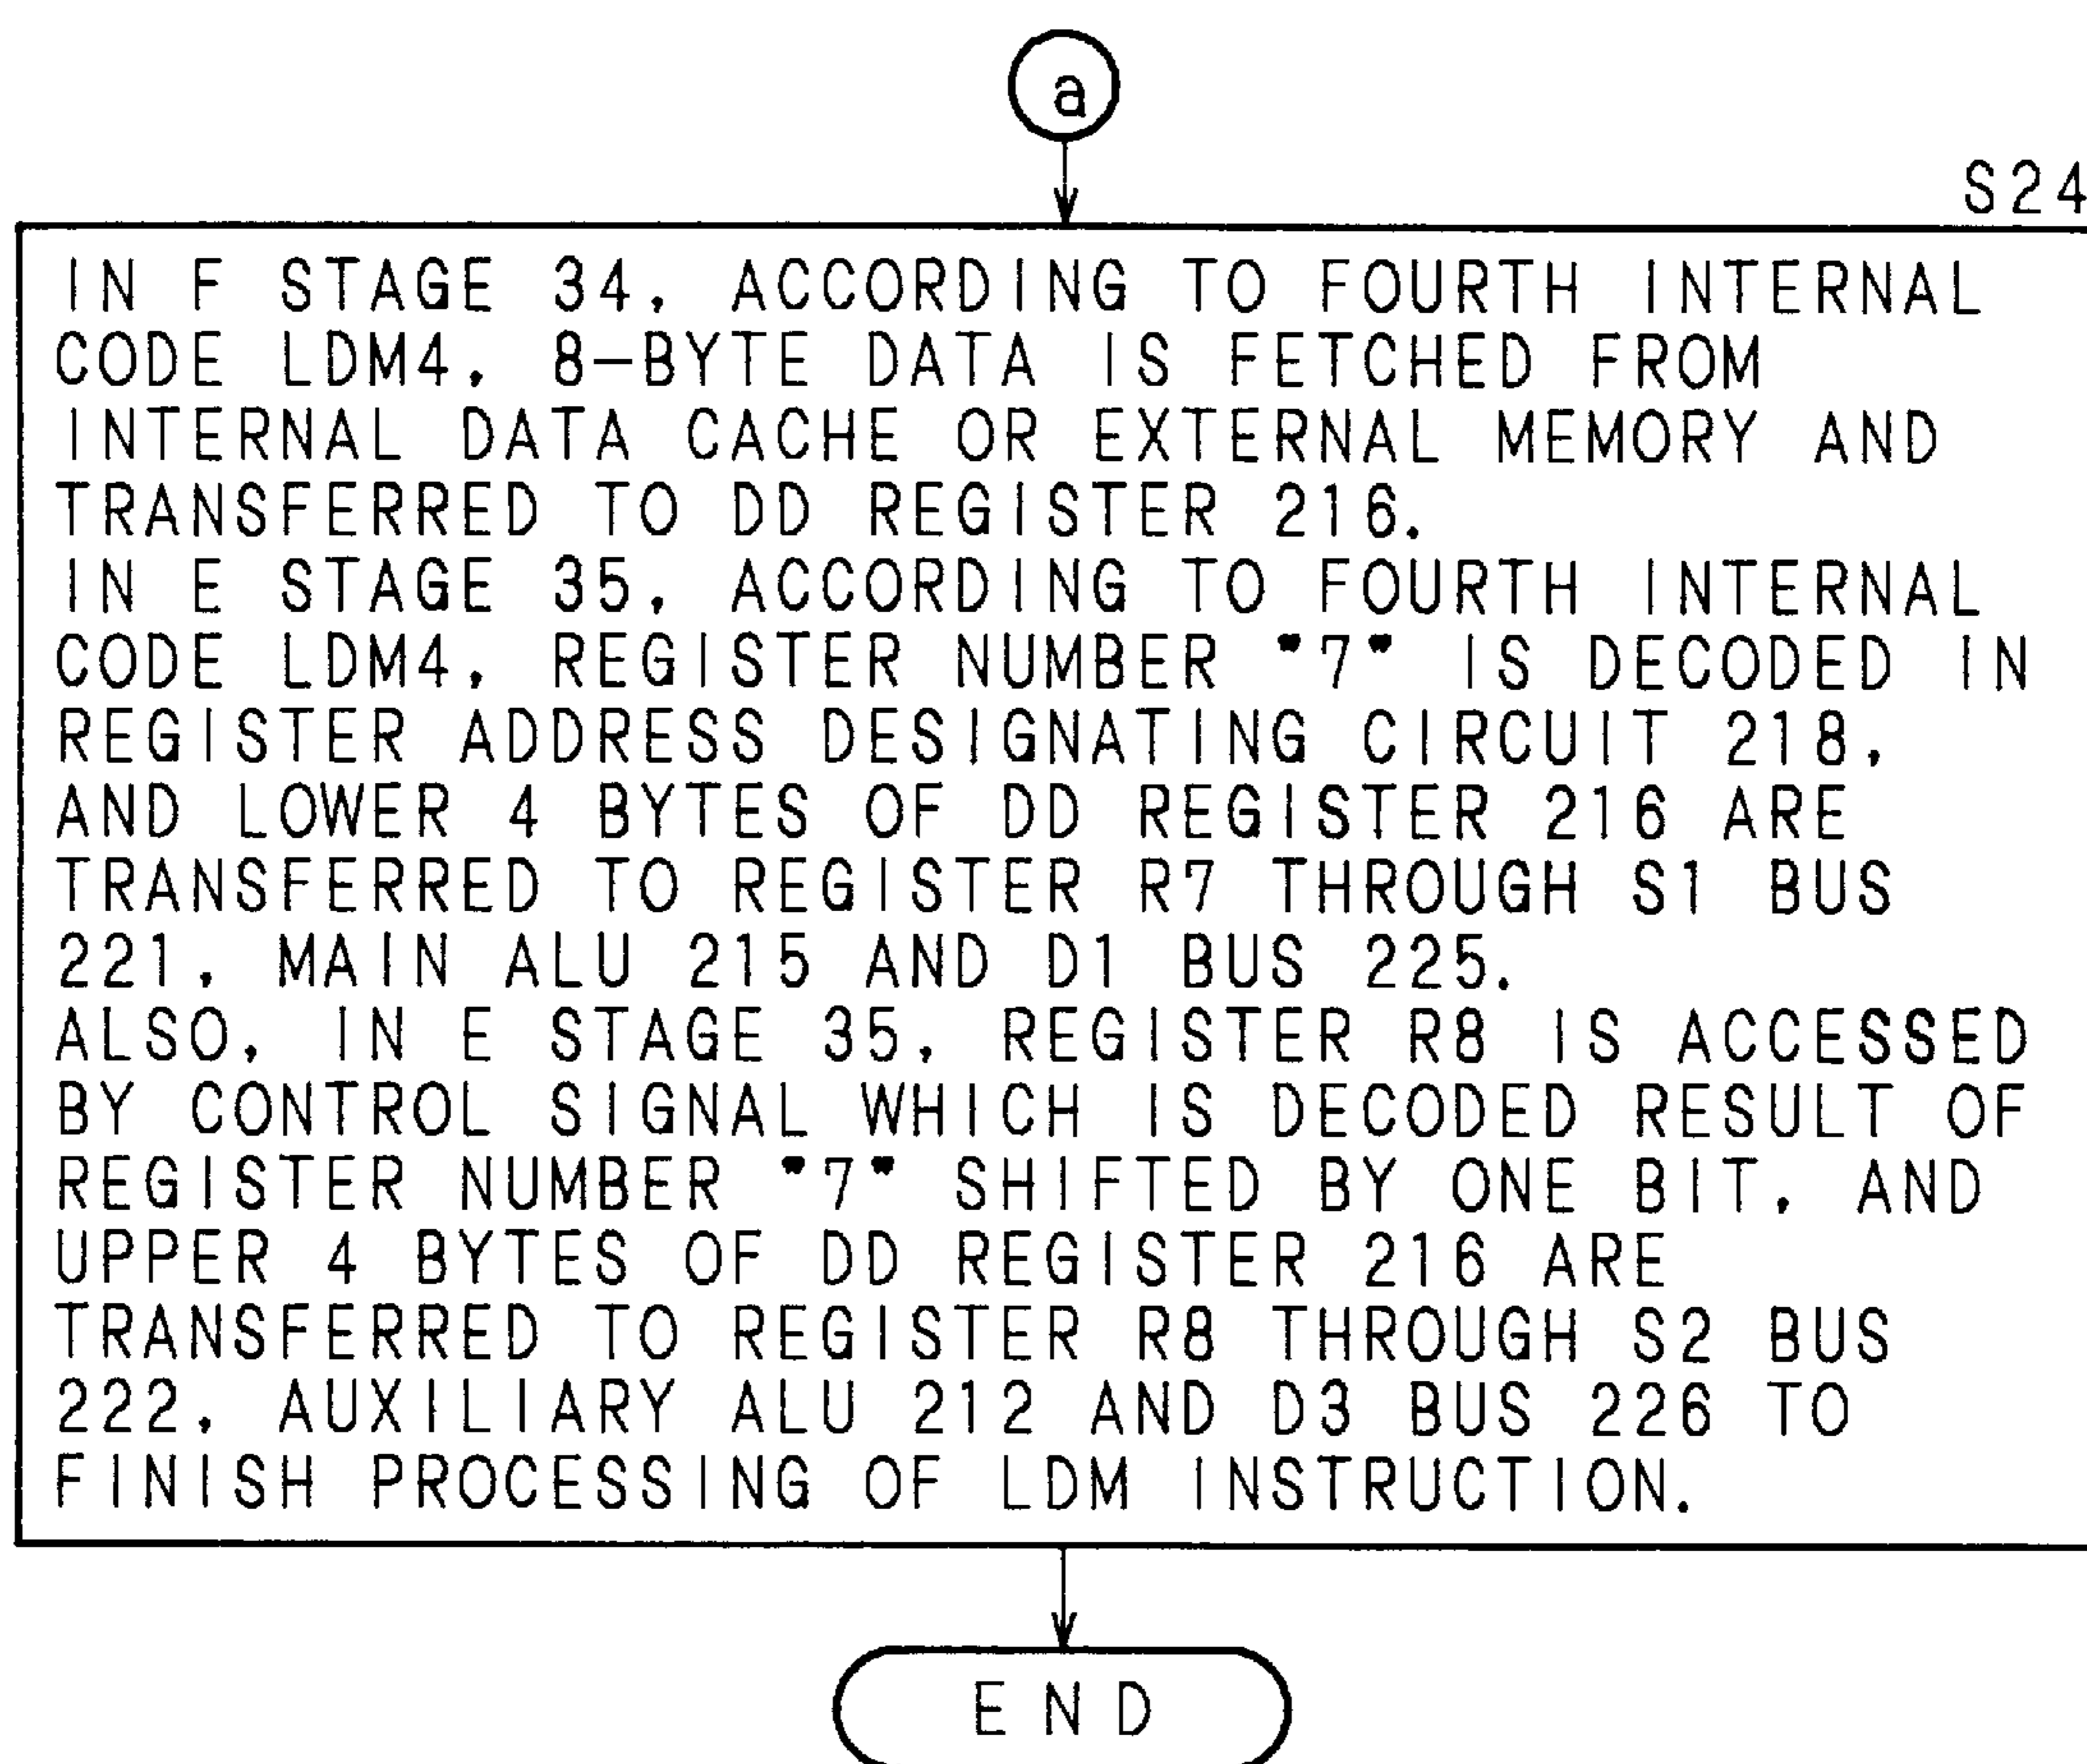 a
S24
IN F STAGE 34, ACCORDING TO FOURTH INTERNAL
CODE LDM4, 8-BYTE DATA IS FETCHED FROM
INTERNAL DATA CACHE OR EXTERNAL MEMORY AND
TRANSFERRED TO DD REGISTER 216.
IN E STAGE 35, ACCORDING TO FOURTH INTERNAL
CODE LDM4, REGISTER NUMBER "7" IS DECODED IN
REGISTER ADDRESS DESIGNATING CIRCUIT 218,
AND LOWER 4 BYTES OF DD REGISTER 216 ARE
TRANSFERRED TO REGISTER R7 THROUGH S1 BUS
221, MAIN ALU 215 AND D1 BUS 225.
ALSO, IN E STAGE 35, REGISTER R8 IS ACCESSED
BY CONTROL SIGNAL WHICH IS DECODED RESULT OF
REGISTER NUMBER "7" SHIFTED BY ONE BIT, AND
UPPER 4 BYTES OF DD REGISTER 216 ARE
TRANSFERRED TO REGISTER R8 THROUGH S2 BUS
222, AUXILIARY ALU 212 AND D3 BUS 226 TO
FINISH PROCESSING OF LDM INSTRUCTION.
END